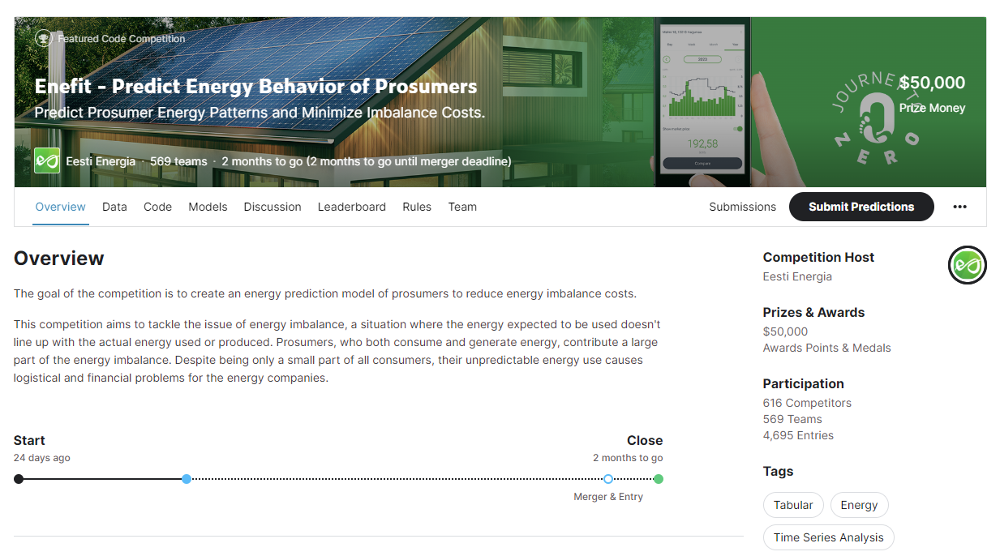 Featured Code Competition
Enefit - Predict Energy Behavior of Prosumers
Predict Prosumer Energy Patterns and Minimize Imbalance Costs.
Eesti Energia · 569 teams · 2 months to go (2 months to go until merger deadline)
2023
Show market price
192,58
Compare
JOURNEY TO
ZERO
$50,000
Prize Money
Overview
Data
Code
Models
Discussion
Leaderboard
Rules
Team
Submissions
Submit Predictions
Overview
The goal of the competition is to create an energy prediction model of prosumers to reduce energy imbalance costs.
This competition aims to tackle the issue of energy imbalance, a situation where the energy expected to be used doesn't
line up with the actual energy used or produced. Prosumers, who both consume and generate energy, contribute a large
part of the energy imbalance. Despite being only a small part of all consumers, their unpredictable energy use causes
logistical and financial problems for the energy companies.
Start
24 days ago
Close
2 months to go
Merger & Entry
Competition Host
Eesti Energia
Prizes & Awards
$50,000
Awards Points & Medals
Participation
616 Competitors
569 Teams
4,695 Entries
Tags
Tabular
Energy
Time Series Analysis